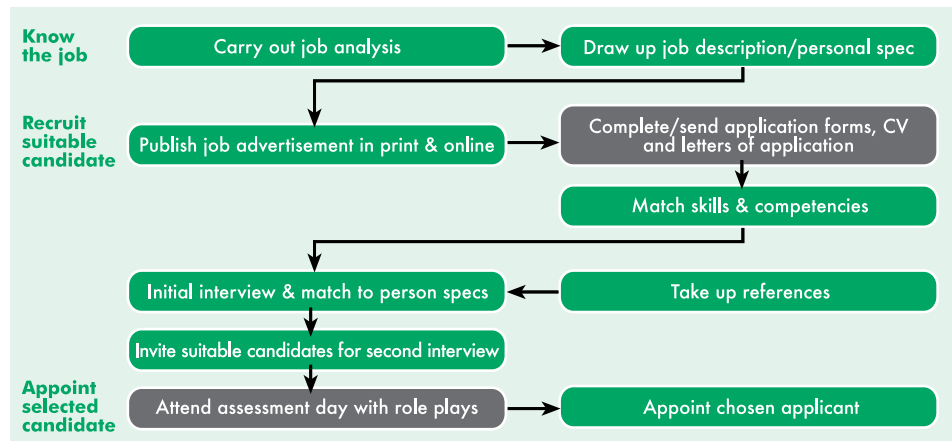 Know
the job
Carry out job analysis
Draw up job description/personal spec
Recruit
suitable
candidate
Publish job advertisement in print & online
Complete/send application forms, CV
and letters of application
Match skills & competencies
Initial interview & match to person specs
Take up references
Invite suitable candidates for second interview
Appoint
selected
candidate
Attend assessment day with role plays
Appoint chosen applicant